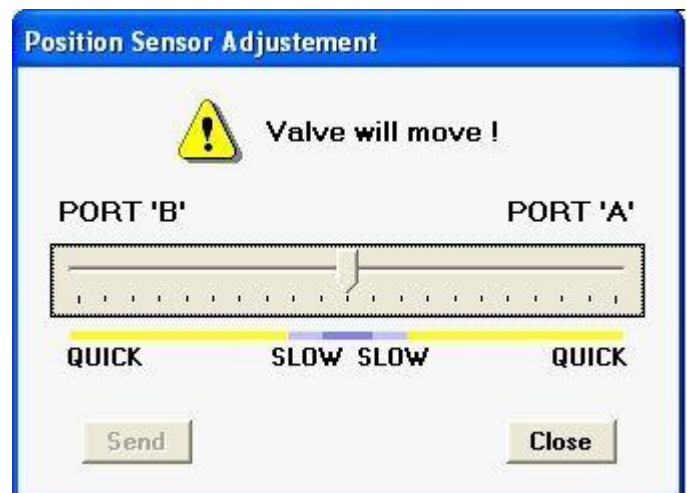 Position Sensor Adjustement
Valve will move !
PORT 'B' PORT 'A'
QUICK SLOW SLOW QUICK
Send Close